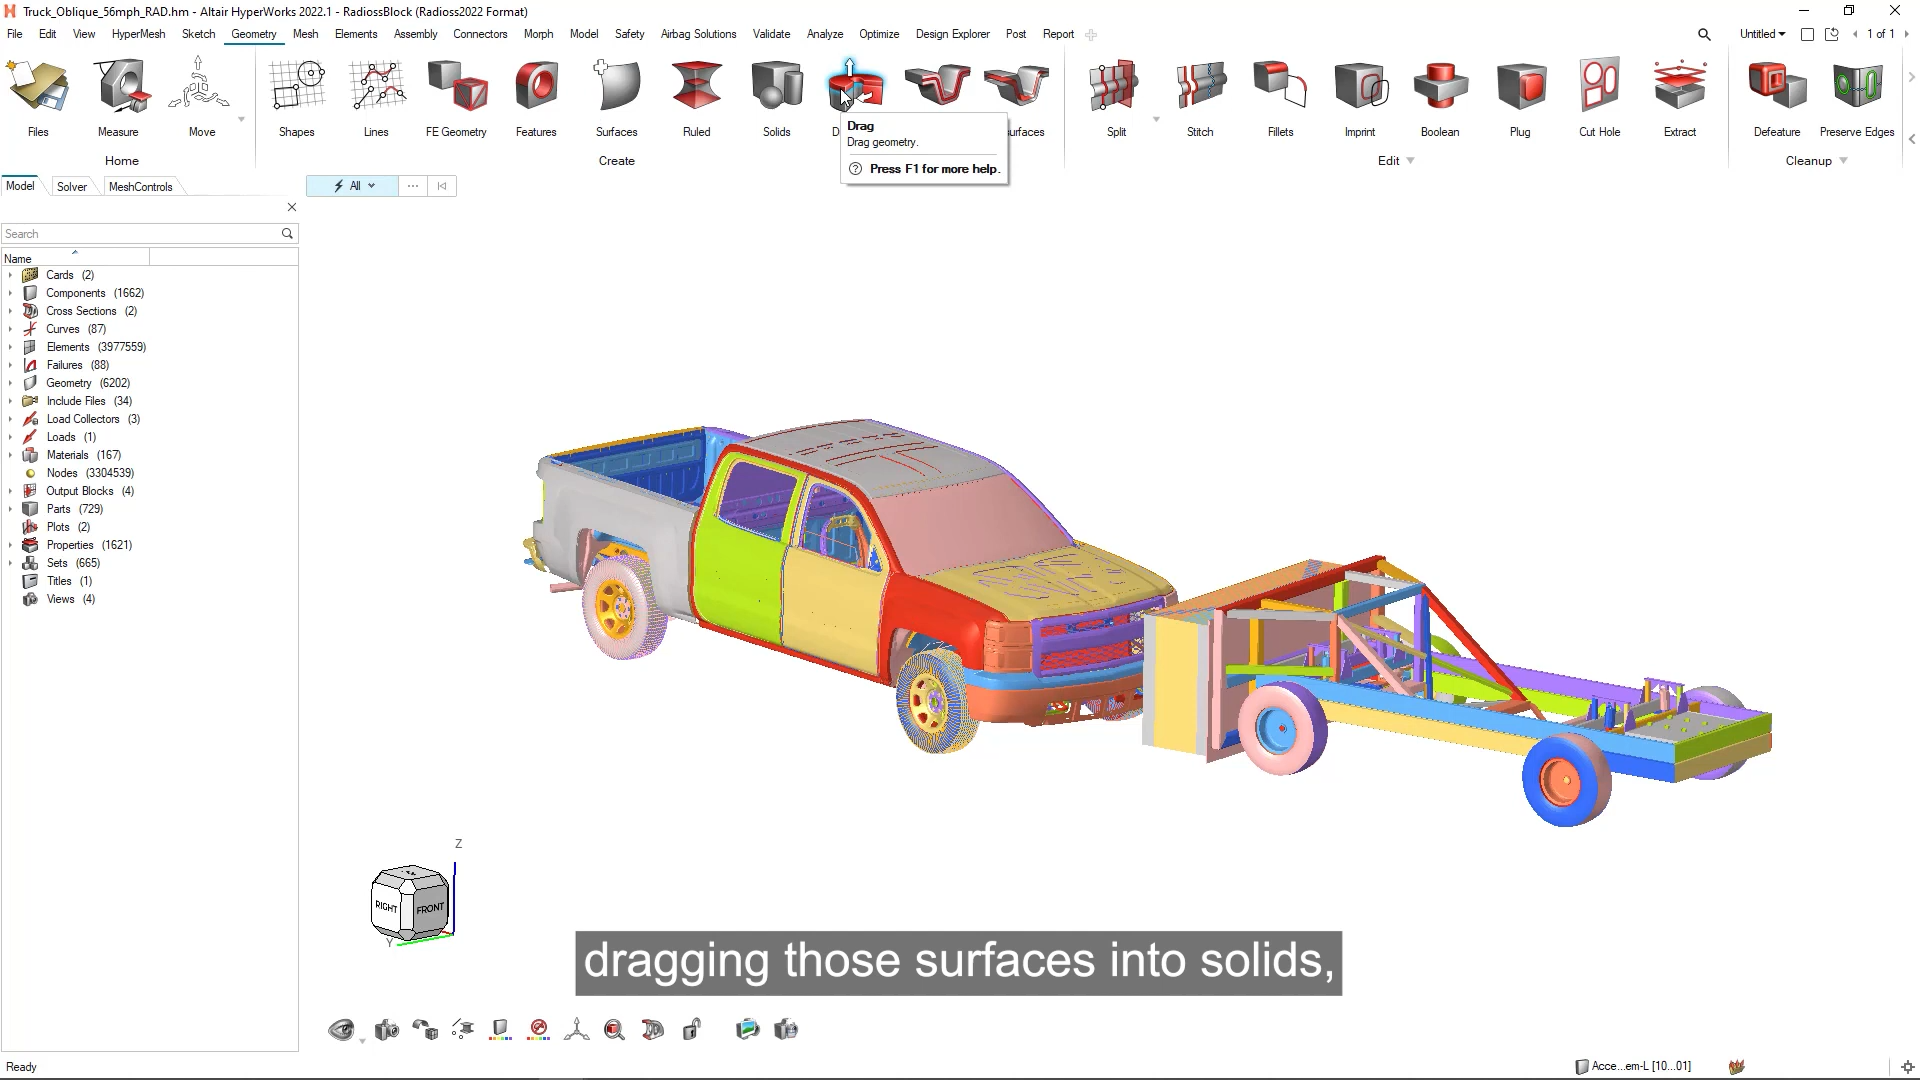 Truck_Oblique_56mph_RAD.hm - Altair HyperWorks 2022.1 - RadiossBlock (Radioss2022 Format)
File Edit View HyperMesh Sketch Geometry Mesh Elements Assembly Connectors Morph Model Safety Airbag Solutions Validate Analyze Optimize Design Explorer Post Report Untitled 1 of 1
Files Measure Move Shapes Lines FE Geometry Features Surfaces Ruled Solids Split Stitch Fillets Imprint Boolean Plug Cut Hole Extract Defeature Preserve Edges
Home Create Edit Cleanup
Drag
Drag geometry.
Press F1 for more help.
Model Solver MeshControls All
Search
Name
Cards (2)
Components (1662)
Cross Sections (2)
Curves (87)
Elements (3977559)
Failures (88)
Geometry (6202)
Include Files (34)
Load Collectors (3)
Loads (1)
Materials (167)
Nodes (3304539)
Output Blocks (4)
Parts (729)
Plots (2)
Properties (1621)
Sets (665)
Titles (1)
Views (4)
Z
RIGHT FRONT
Y
dragging those surfaces into solids,
Ready Acce...em-L [10...01]